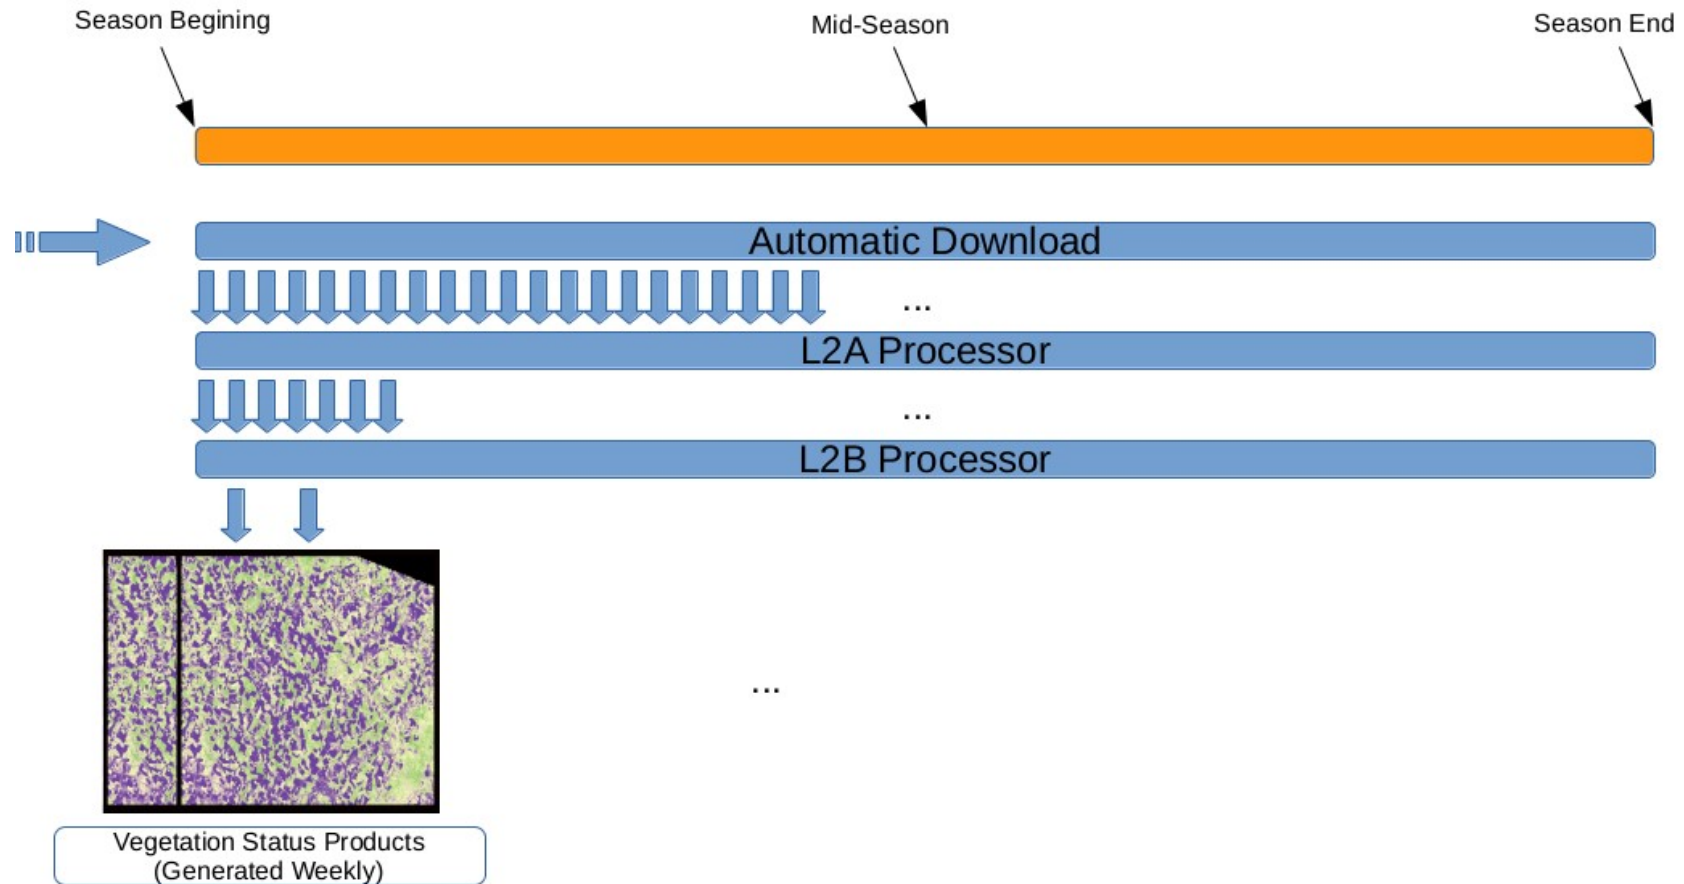 Season Begining
Mid-Season
Season End
Automatic Download
...
L2A Processor
...
L2B Processor
...
Vegetation Status Products
(Generated Weekly)